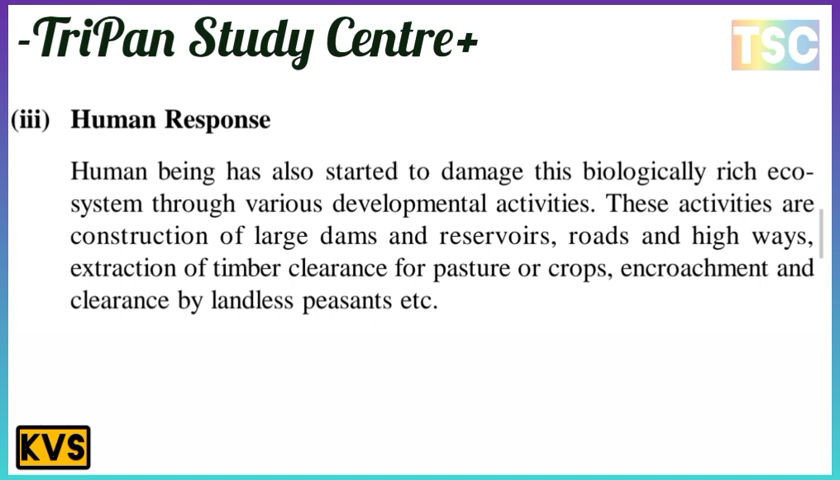 -TriPan Study Centre+
TSC
(iii) Human Response
Human being has also started to damage this biologically rich eco-
system through various developmental activities. These activities are
construction of large dams and reservoirs, roads and high ways,
extraction of timber clearance for pasture or crops, encroachment and
clearance by landless peasants etc.
KVS